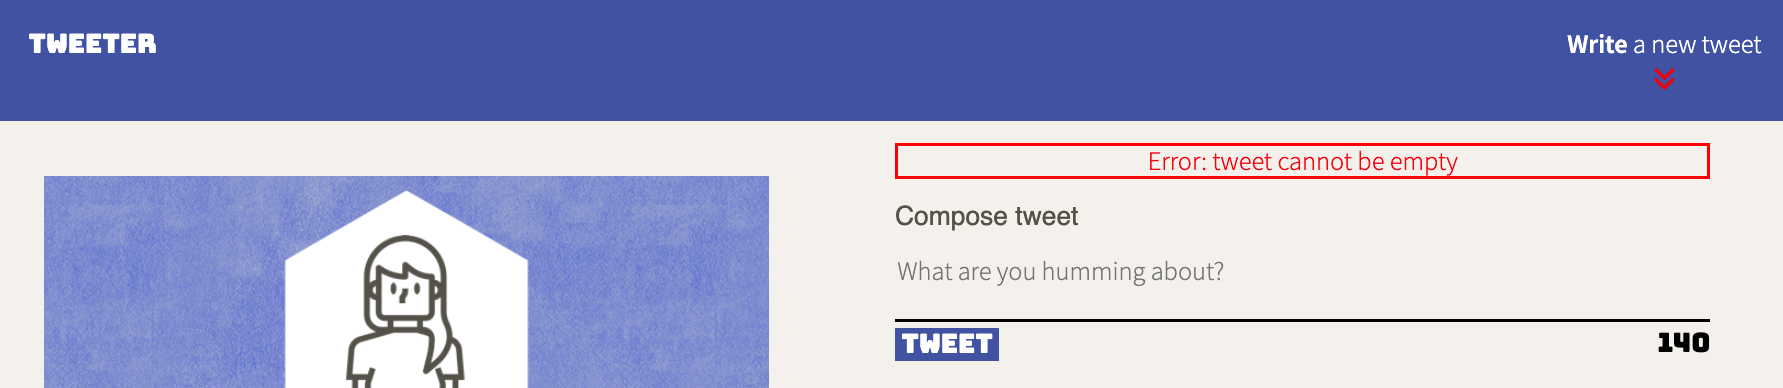 TWEETER
Write a new tweet
Error: tweet cannot be empty
Compose tweet
What are you humming about?
TWEET
140